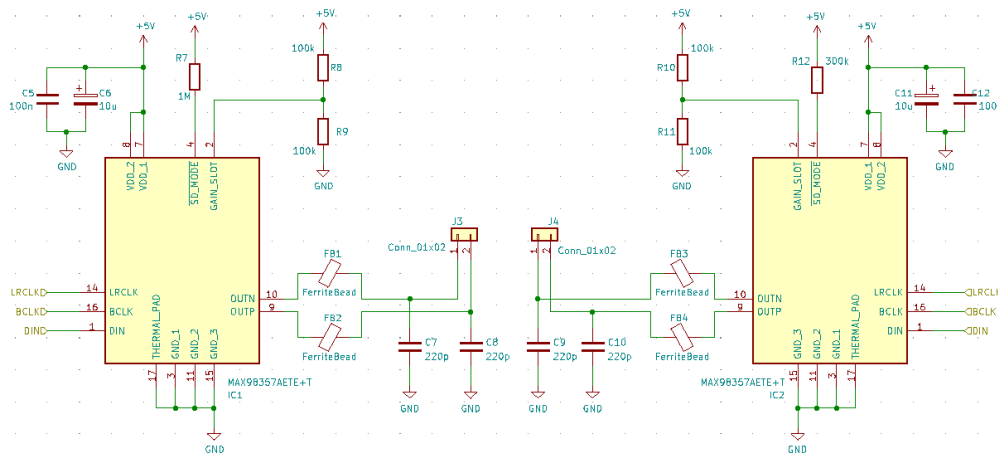 +5V
+5V
+5V
+5V
+5V
+5V
100k
R7
R8
C5
100n
C6
10u
1M
R9
100k
GND
GND
8
7
4
2
VDD_2
VDD_1
SD_MODE
GAIN_SLOT
R10
100k
R12
300k
R11
100k
C11
10u
C12
100
GND
GND
2
4
7
8
GAIN_SLOT
SD_MODE
VDD_1
VDD_2
J3
Conn_01x02
1
2
J4
Conn_01x02
1
2
FB1
FerriteBead
FB2
FerriteBead
FB3
FerriteBead
FB4
FerriteBead
LRCLK
BCLK
DIN
14
16
1
LRCLK
BCLK
DIN
OUTN
OUTP
10
9
THERMAL_PAD
GND_1
GND_2
GND_3
17
3
11
15
MAX98357AETE+T
IC1
GND
C7
220p
C8
220p
C9
220p
C10
220p
GND
GND
GND
GND
10
9
OUTN
OUTP
LRCLK
BCLK
DIN
14
16
1
LRCLK
BCLK
DIN
GND_3
GND_2
GND_1
THERMAL_PAD
15
11
3
17
MAX98357AETE+T
IC2
GND